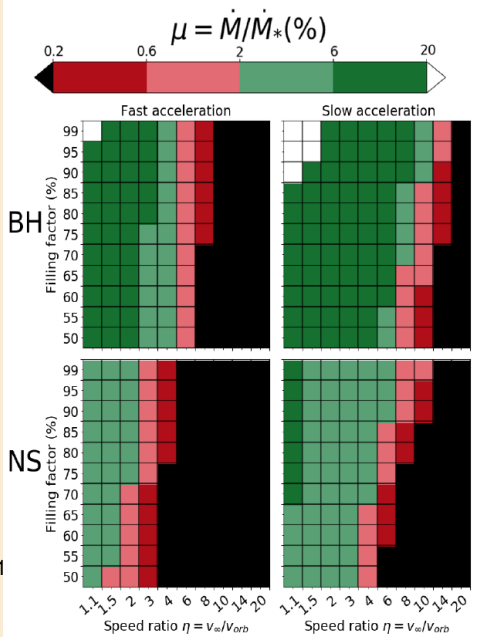 μ = Ṁ/Ṁ*(%)
0.2 0.6 2 6 20
Fast acceleration Slow acceleration
BH
Filling factor (%)
99
95
90
85
80
75
70
65
60
55
50
NS
Filling factor (%)
99
95
90
85
80
75
70
65
60
55
50
1.1 1.5 2 3 4 6 8 10 14 20 1.1 1.5 2 3 4 6 8 10 14 20
Speed ratio η = v∞/vorb Speed ratio η = v∞/vorb